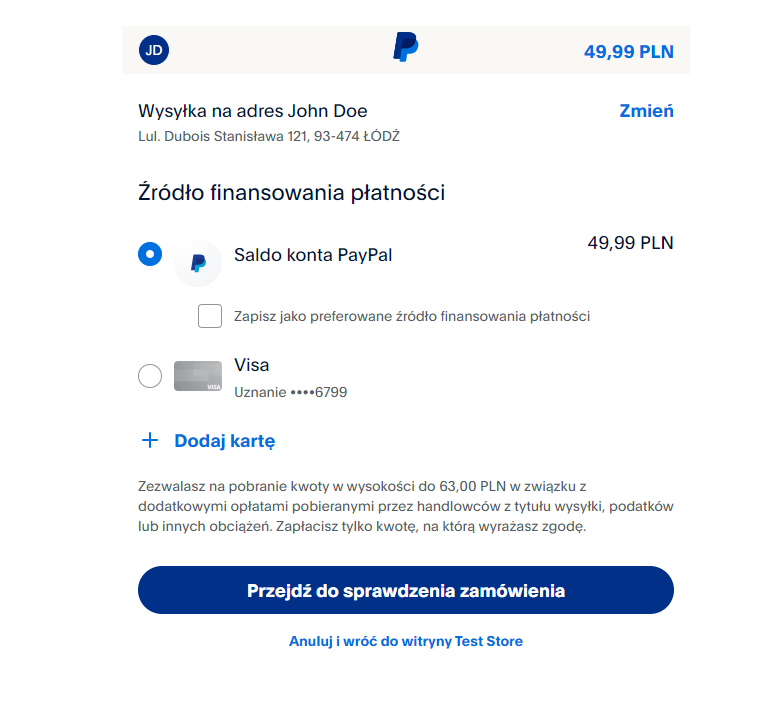 JD
49,99 PLN
Wysyłka na adres John Doe
Zmień
Lul. Dubois Stanisława 121, 93-474 ŁÓDŹ
Źródło finansowania płatności
Saldo konta PayPal
49,99 PLN
Zapisz jako preferowane źródło finansowania płatności
Visa
VISA
Uznanie ••••6799
+ Dodaj kartę
Zezwalasz na pobranie kwoty w wysokości do 63,00 PLN w związku z
dodatkowymi opłatami pobieranymi przez handlowców z tytułu wysyłki, podatków
lub innych obciążeń. Zapłacisz tylko kwotę, na którą wyrażasz zgodę.
Przejdź do sprawdzenia zamówienia
Anuluj i wróć do witryny Test Store